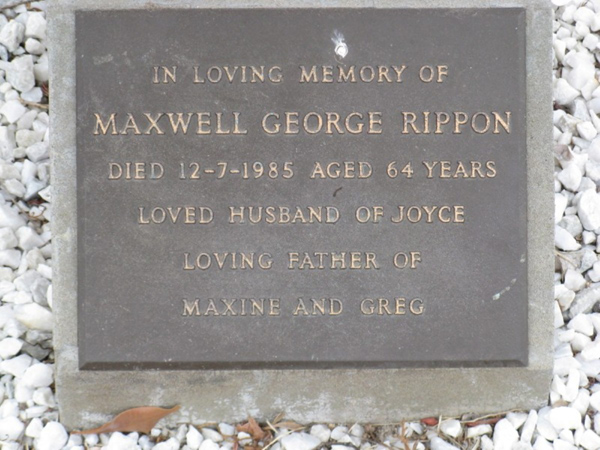 IN LOVING MEMORY OF
MAXWELL GEORGE RIPPON
DIED 12-7-1985 AGED 64 YEARS
LOVED HUSBAND OF JOYCE
LOVING FATHER OF
MAXINE AND GREG